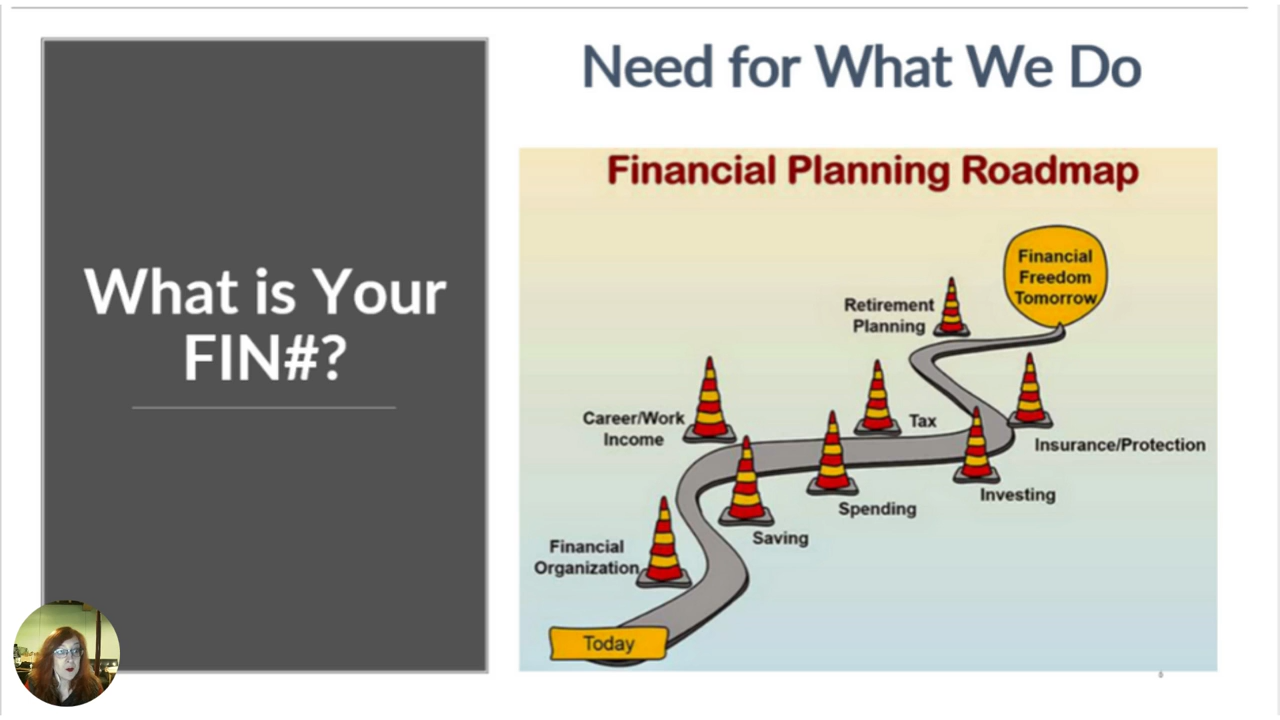 Need for What We Do
What is Your
FIN#?
Financial Planning Roadmap
Financial
Freedom
Tomorrow
Retirement
Planning
Career/Work
Income
Tax
Insurance/Protection
Investing
Spending
Saving
Financial
Organization
Today